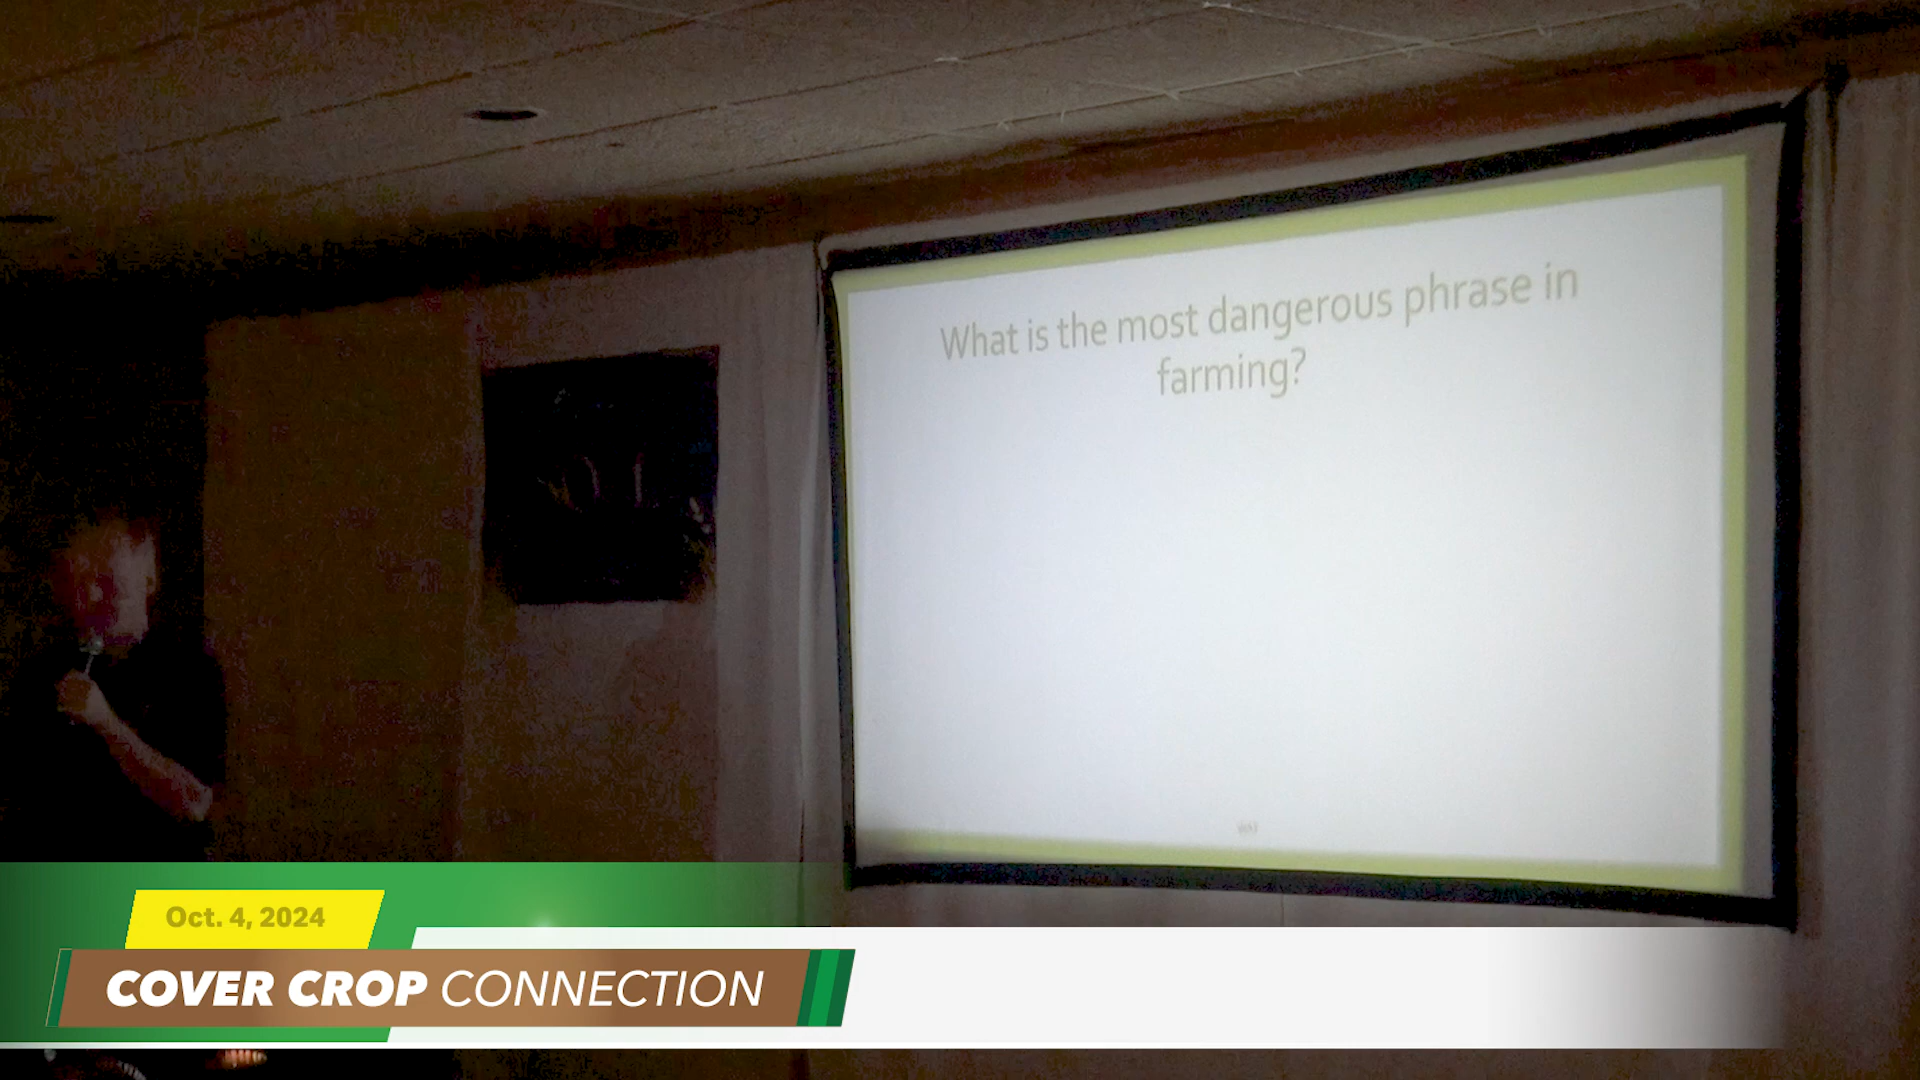 What is the most dangerous phrase in
farming?
Oct. 4, 2024
COVER CROP CONNECTION